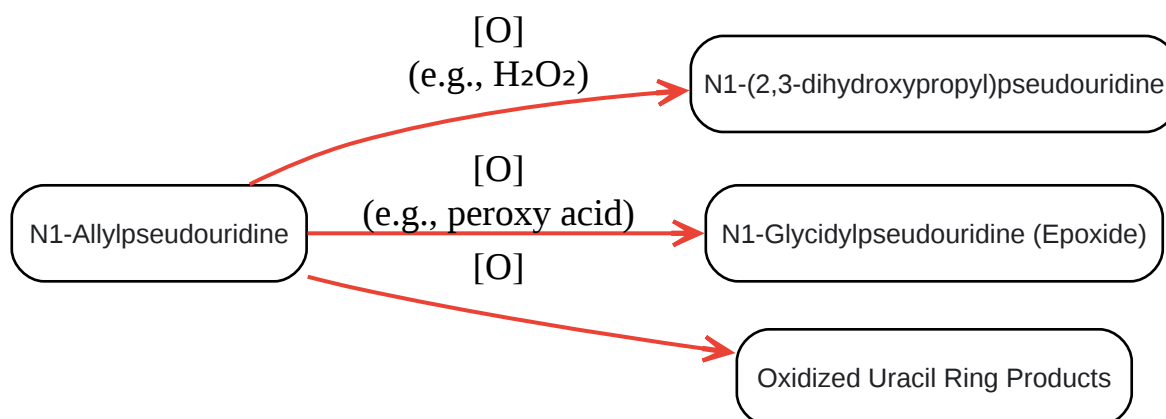 [O]
(e.g., H₂O₂)
N1-(2,3-dihydroxypropyl)pseudouridine
[O]
(e.g., peroxy acid)
N1-Allylpseudouridine
N1-Glycidylpseudouridine (Epoxide)
[O]
Oxidized Uracil Ring Products